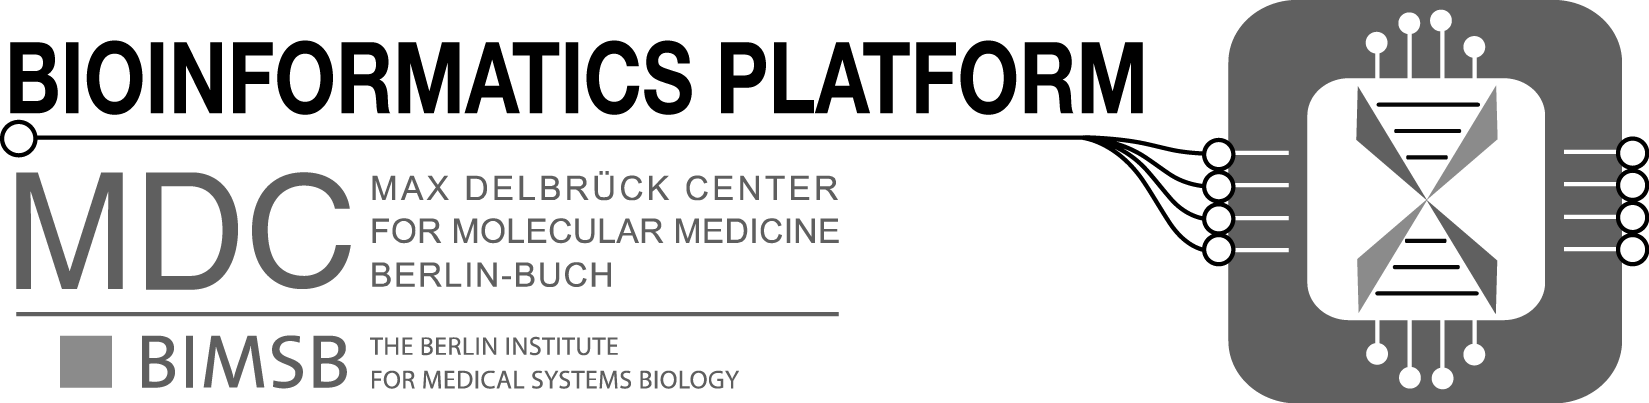 BIOINFORMATICS PLATFORM
MDC
MAX DELBRÜCK CENTER
FOR MOLECULAR MEDICINE
BERLIN-BUCH
BIMSB
THE BERLIN INSTITUTE
FOR MEDICAL SYSTEMS BIOLOGY